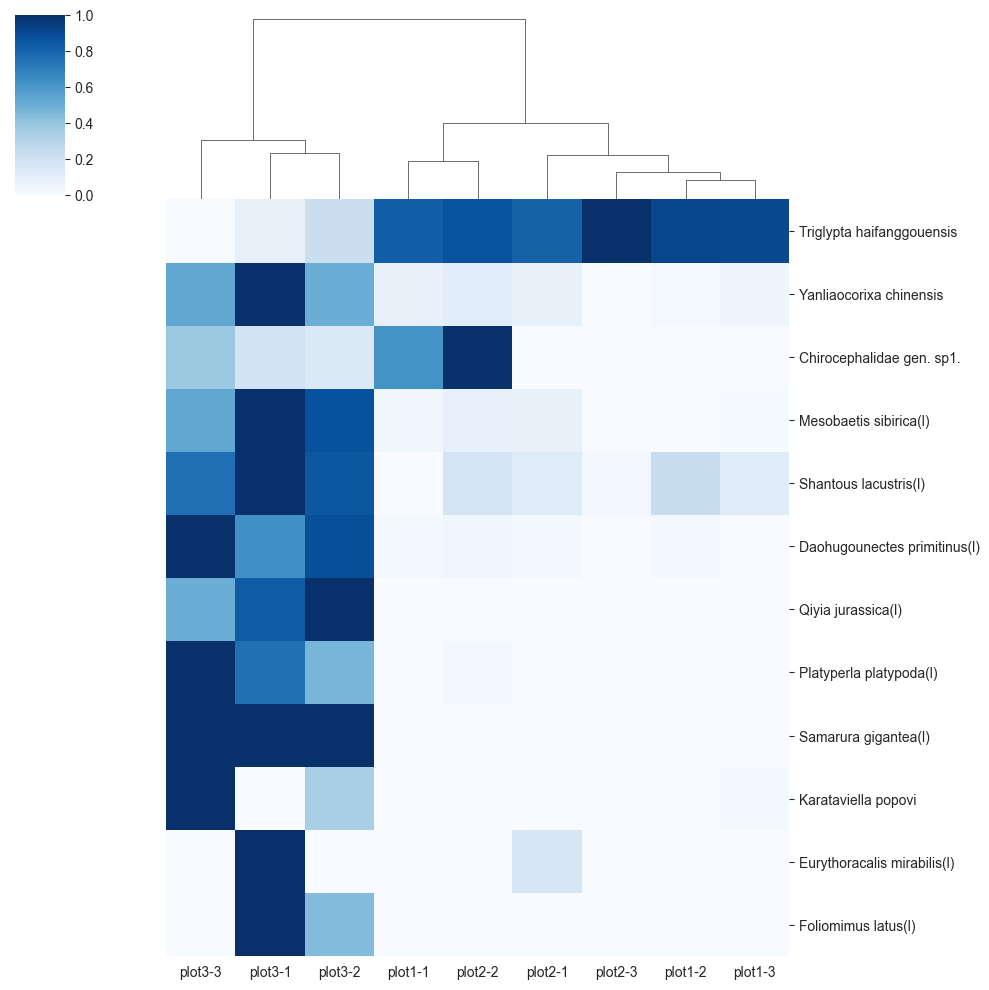 1.0
0.8
0.6
0.4
0.2
0.0
Triglypta haifanggouensis
Yanliaocorixa chinensis
Chirocephalidae gen. sp1.
Mesobaetis sibirica(l)
Shantous lacustris(l)
Daohugounectes primitinus(l)
Qiyia jurassica(l)
Platyperla platypoda(l)
Samarura gigantea(l)
Karataviella popovi
Eurythoracalis mirabilis(l)
Foliomimus latus(l)
plot3-3 plot3-1 plot3-2 plot1-1 plot2-2 plot2-1 plot2-3 plot1-2 plot1-3